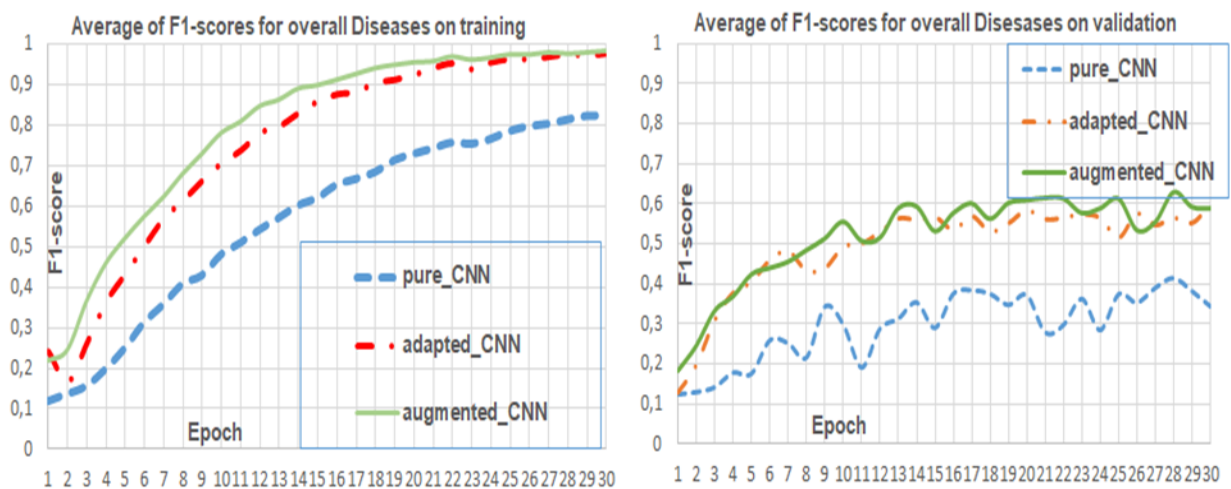 Average of F1-scores for overall Diseases on training
1
0,9
0,8
0,7
0,6
0,5
0,4
0,3
0,2
0,1
0
F1-score
pure_CNN
adapted_CNN
augmented_CNN
Epoch
1 2 3 4 5 6 7 8 9 10 11 12 13 14 15 16 17 18 19 20 21 22 23 24 25 26 27 28 29 30
Average of F1-scores for overall Disesases on validation
1
0,9
0,8
0,7
0,6
0,5
0,4
0,3
0,2
0,1
0
F1-score
pure_CNN
adapted_CNN
augmented_CNN
Epoch
1 2 3 4 5 6 7 8 9 10 11 12 13 14 15 16 17 18 19 20 21 22 23 24 25 26 27 28 29 30